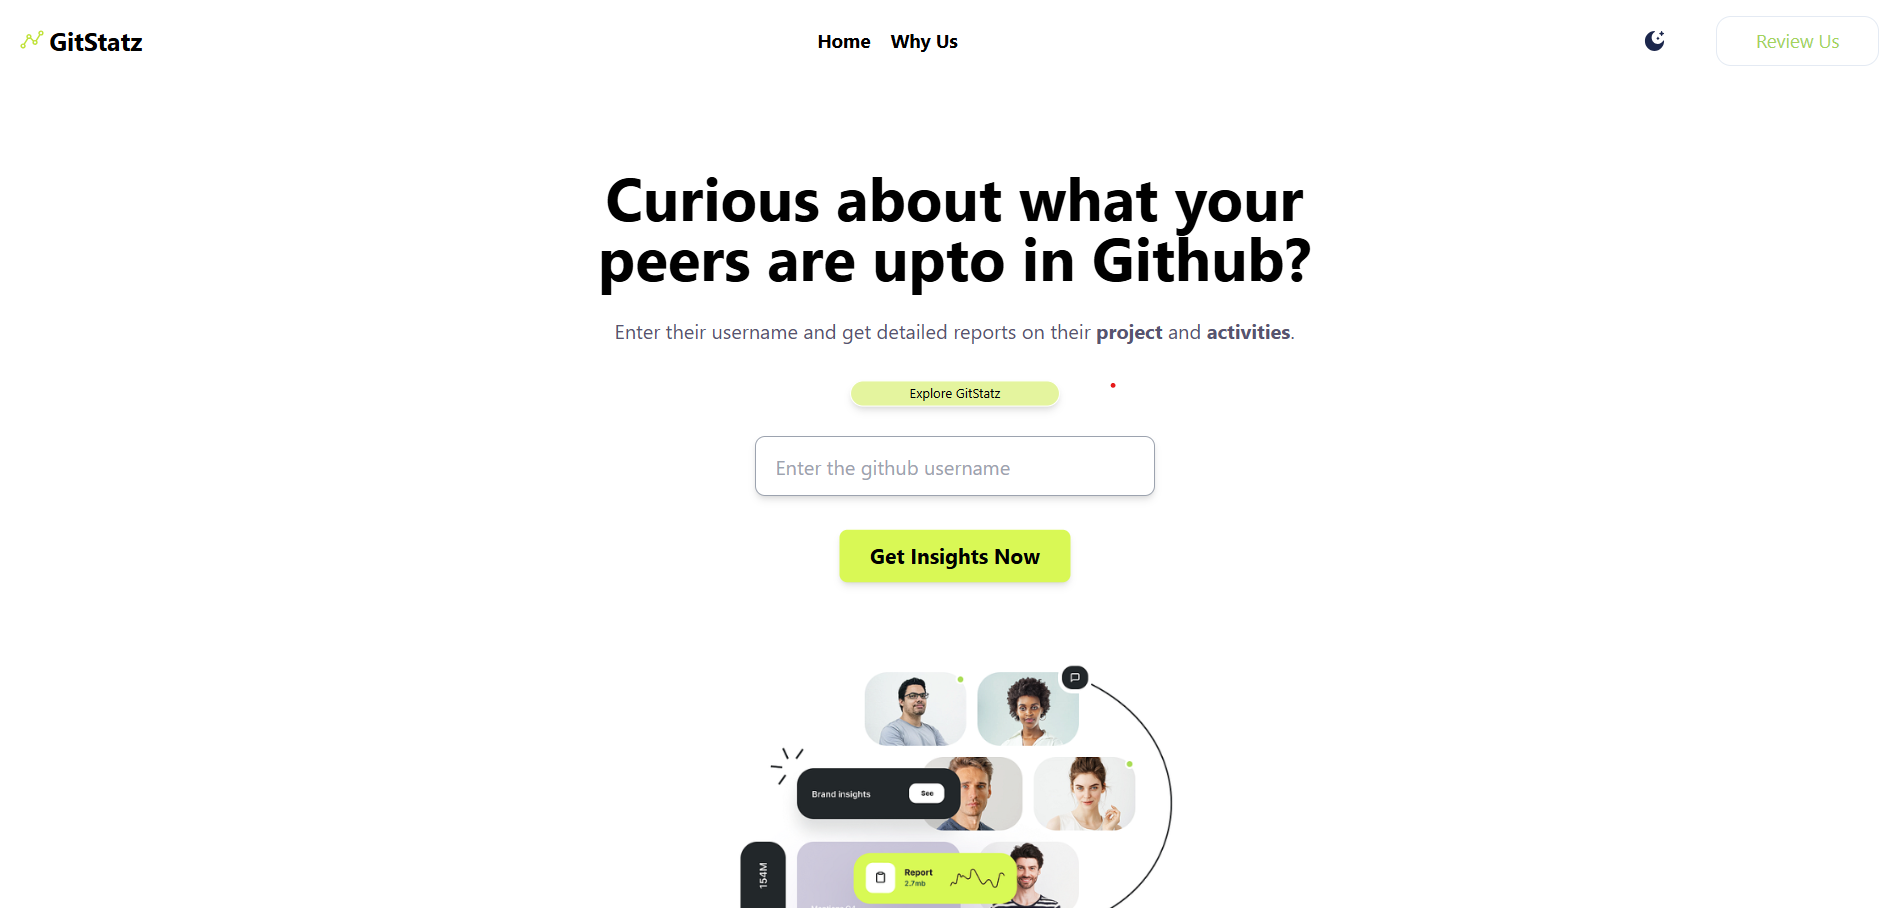 GitStatz
Home
Why Us
Review Us
Curious about what your
peers are upto in Github?
Enter their username and get detailed reports on their project and activities.
Explore GitStatz
Enter the github username
Get Insights Now
Brand insights
See
154M
Report
2.7mb